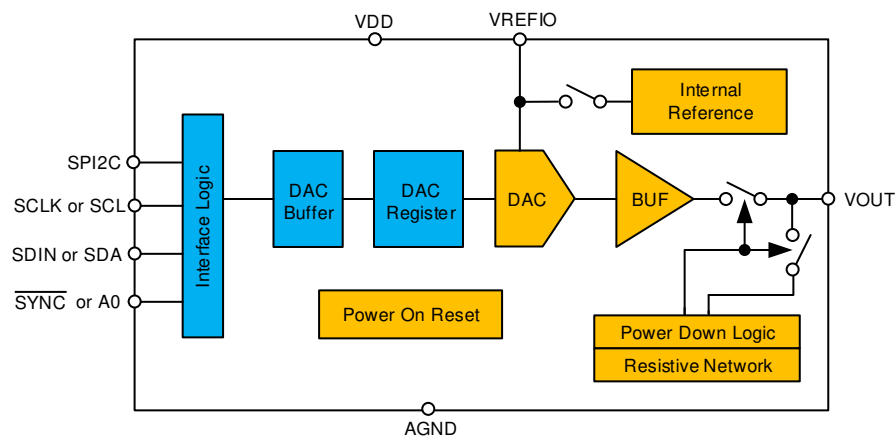 VDD
VREFIO
Internal
Reference
SPI2C
SCLK or SCL
SDIN or SDA
SYNC or A0
Interface Logic
DAC
Buffer
DAC
Register
DAC
BUF
VOUT
Power On Reset
Power Down Logic
Resistive Network
AGND